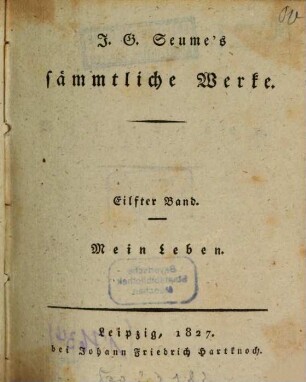 J. G. Seume's
sämmtliche Werke.
Eilfter Band.
Mein Leben.
Leipzig, 1827.
bei Johann Friedrich Hartknoch.